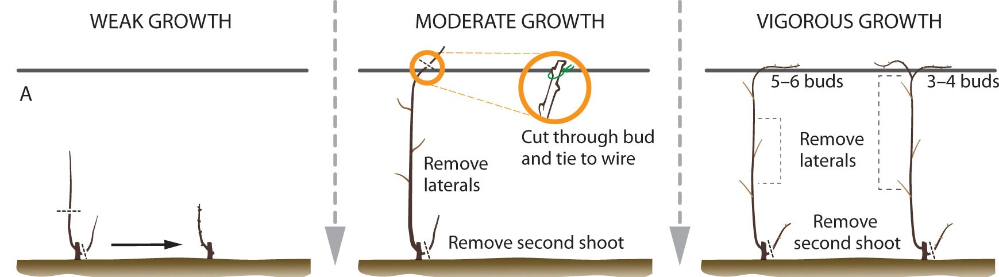 WEAK GROWTH
A
MODERATE GROWTH
Cut through bud
and tie to wire
Remove
laterals
Remove second shoot
VIGOROUS GROWTH
5–6 buds
3–4 buds
Remove
laterals
Remove
second shoot